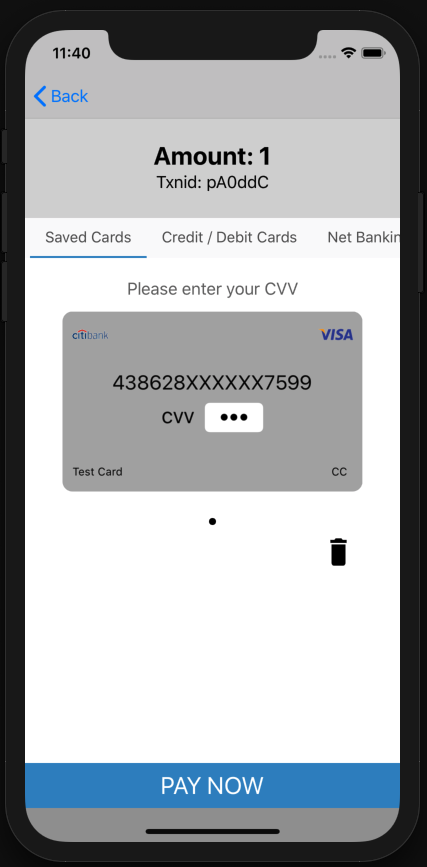 11:40
Back
Amount: 1
Txnid: pA0ddC
Saved Cards Credit / Debit Cards Net Bankin
Please enter your CVV
citibank VISA
438628XXXXXX7599
CVV •••
Test Card CC
PAY NOW